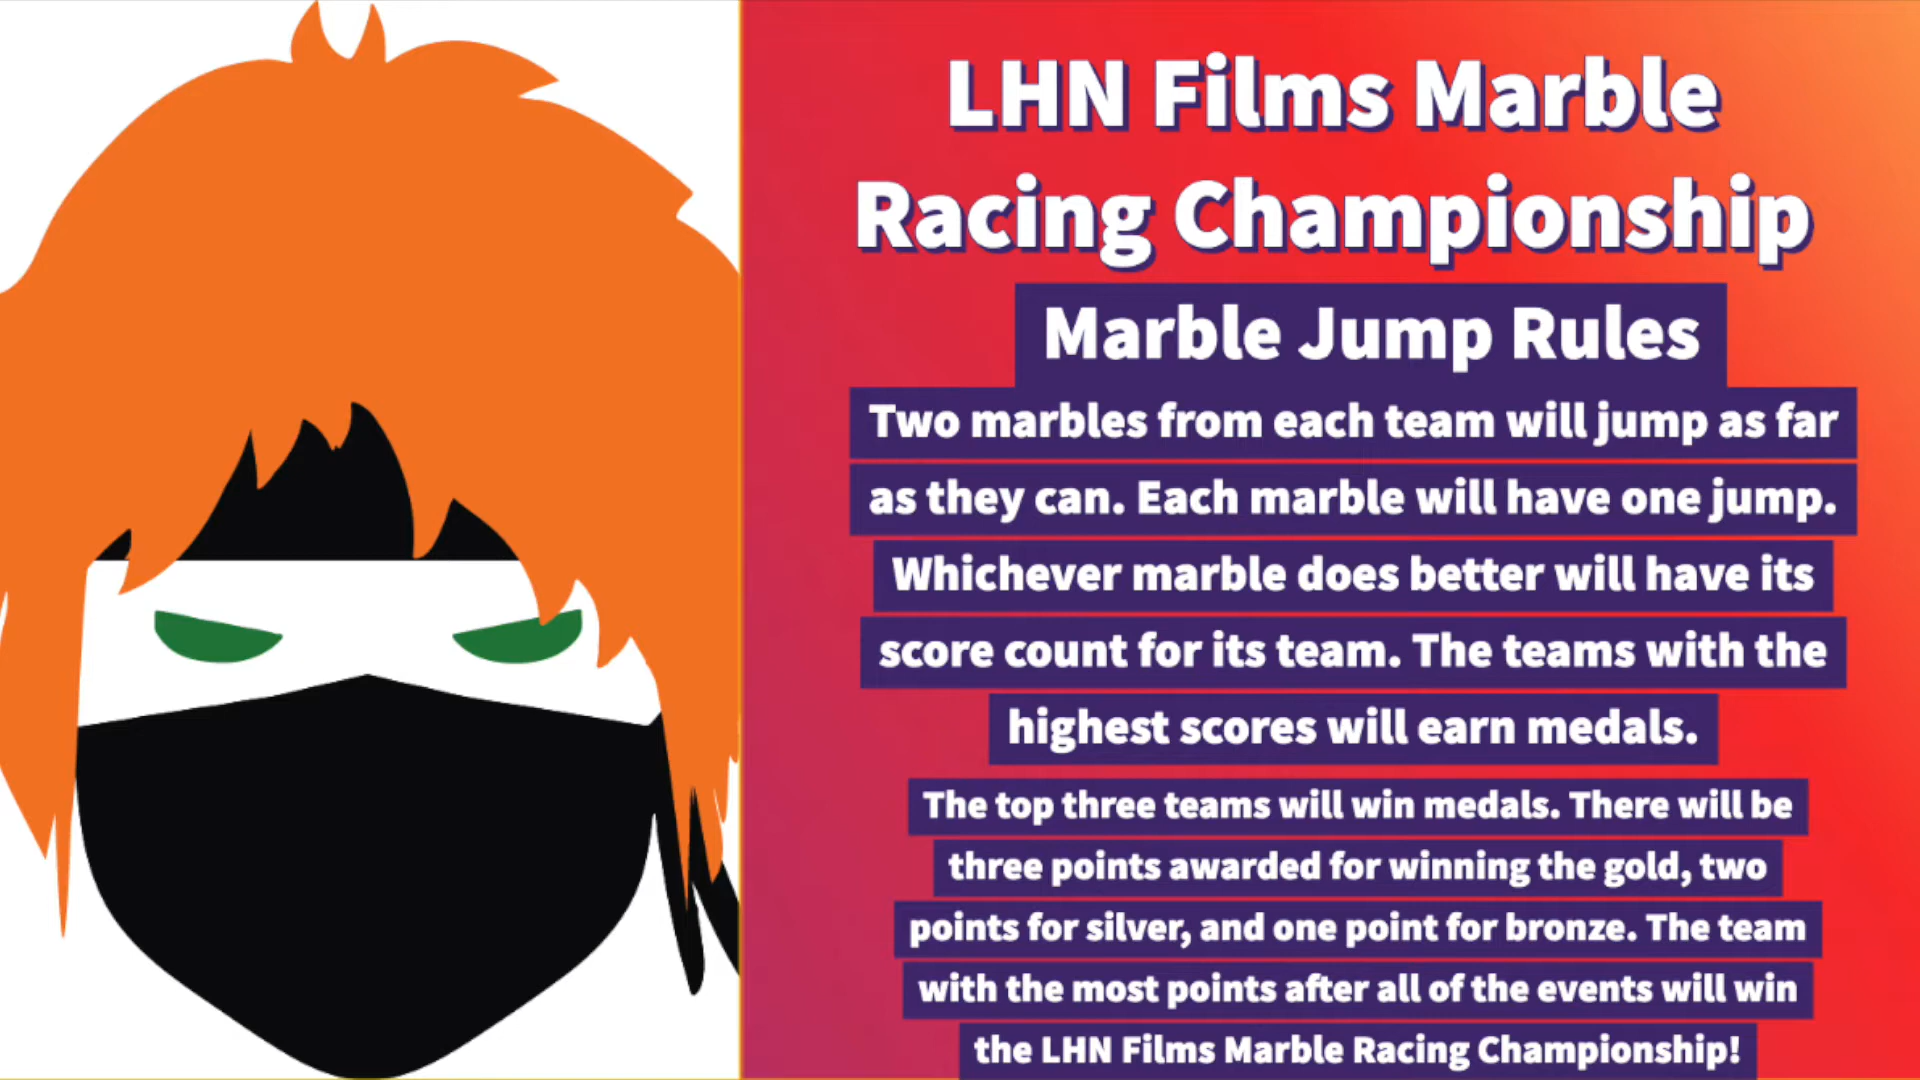 LHN Films Marble
Racing Championship
Marble Jump Rules
Two marbles from each team will jump as far
as they can. Each marble will have one jump.
Whichever marble does better will have its
score count for its team. The teams with the
highest scores will earn medals.
The top three teams will win medals. There will be
three points awarded for winning the gold, two
points for silver, and one point for bronze. The team
with the most points after all of the events will win
the LHN Films Marble Racing Championship!